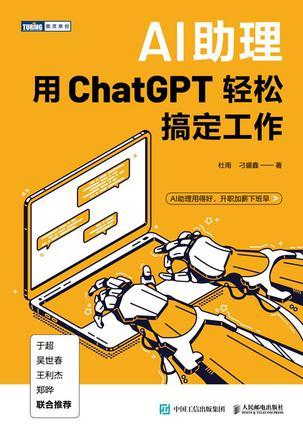 TURING
图灵原创
AI助理
用 ChatGPT 轻松
搞定工作
杜雨 刁盛鑫——著
AI助理用得好,升职加薪下班早
于超
吴世春
王利杰
郑晔
联合推荐
中国工信出版集团
人民邮电出版社